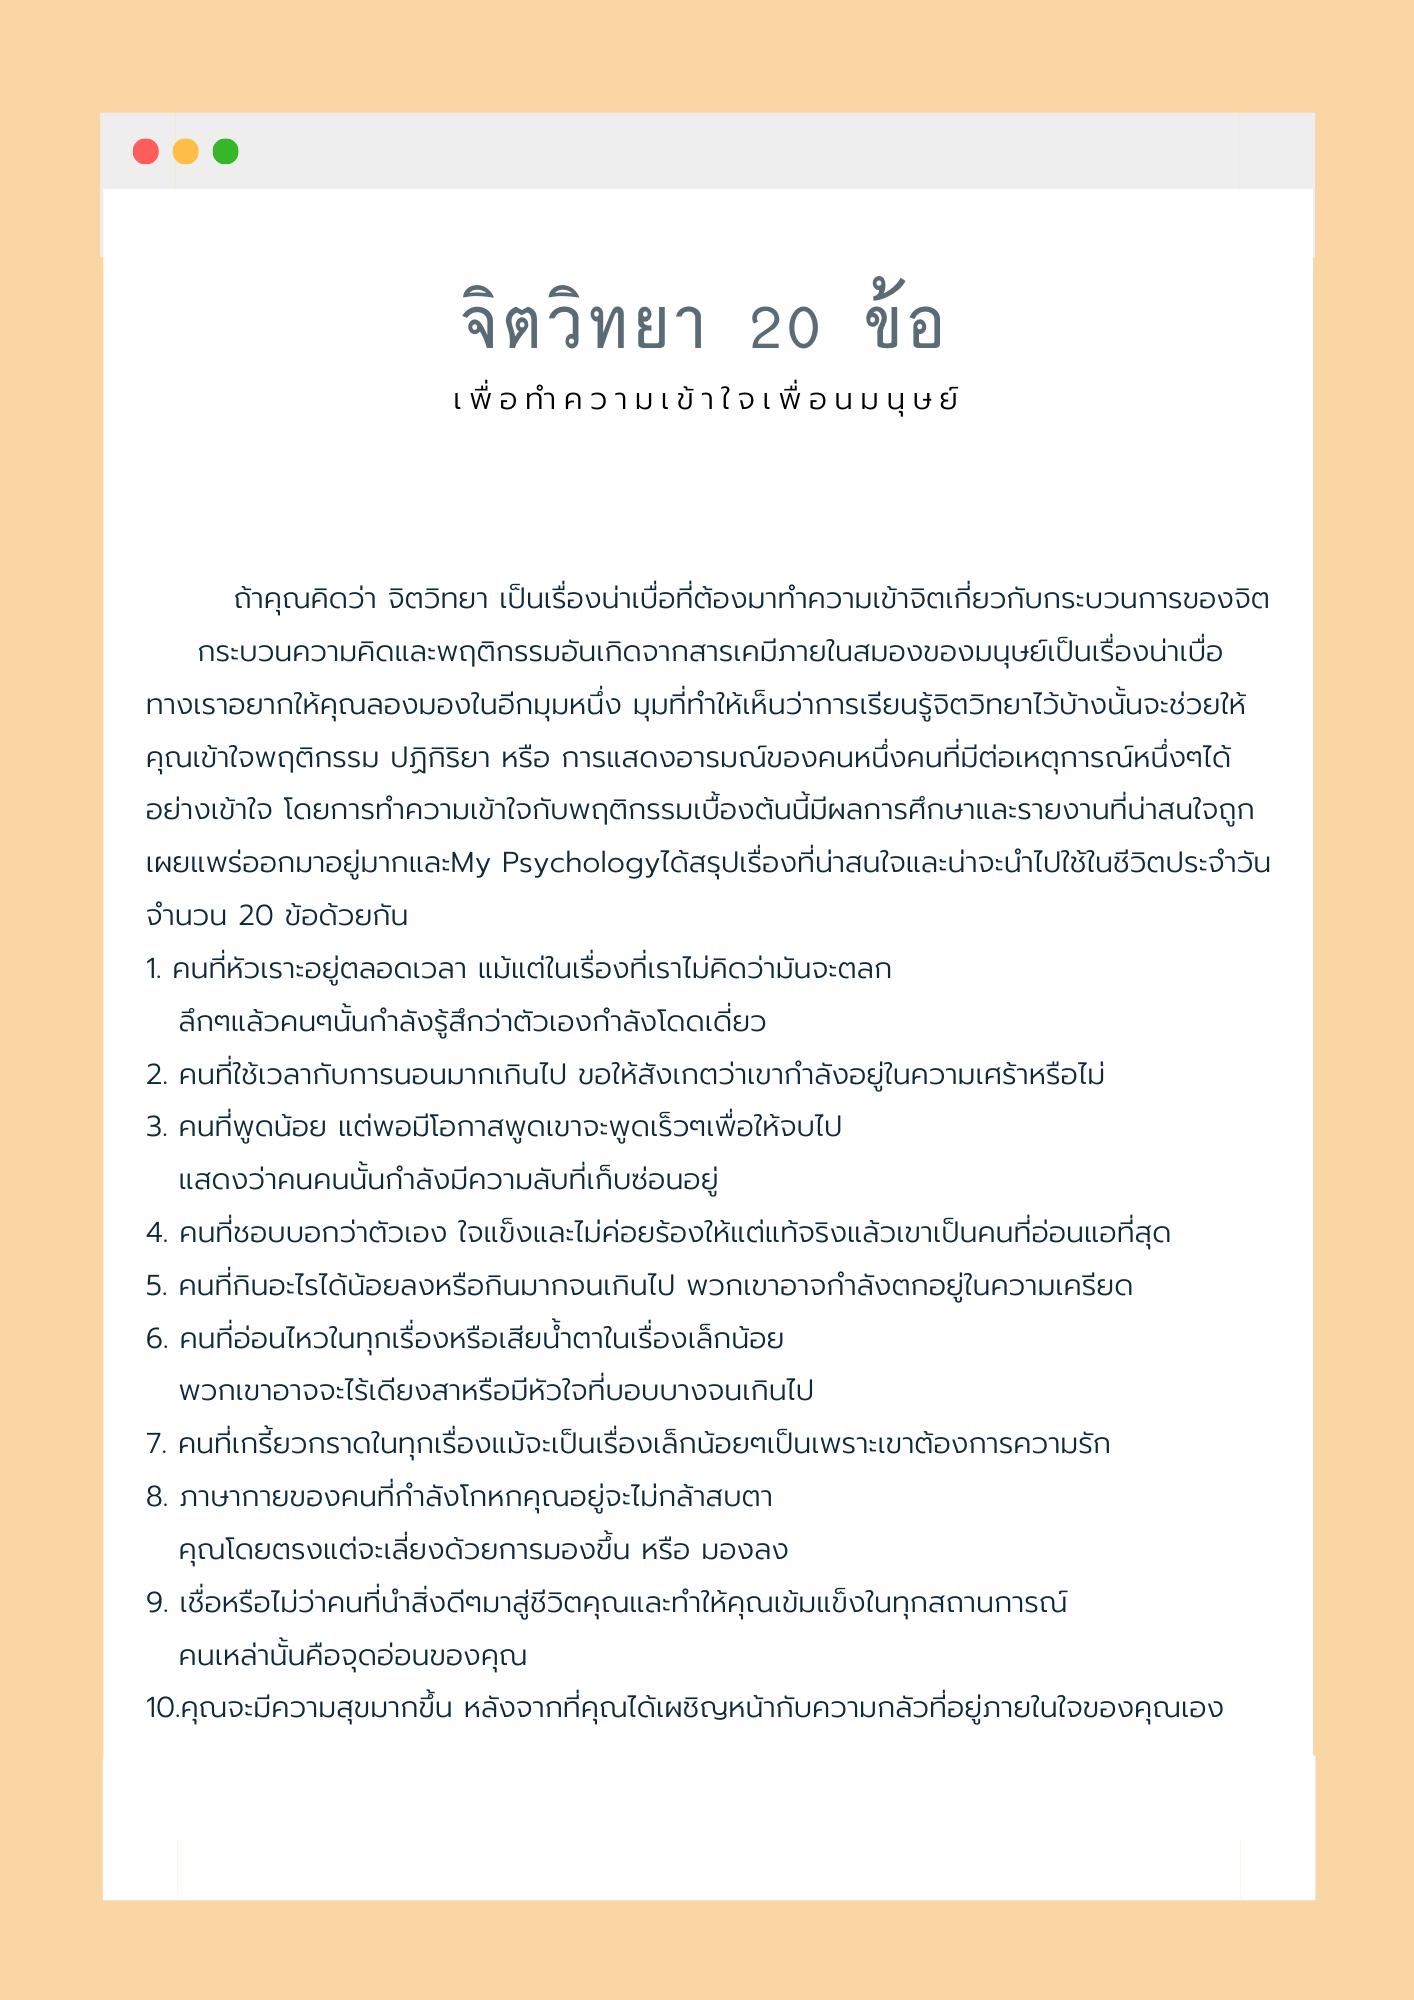 จิตวิทยา 20 ข้อ
เพื่อทำความเข้าใจเพื่อนมนุษย์
ถ้าคุณคิดว่า จิตวิทยา เป็นเรื่องน่าเบื่อที่ต้องมาทำความเข้าจิตเกี่ยวกับกระบวนการของจิต
กระบวนความคิดและพฤติกรรมอันเกิดจากสารเคมีภายในสมองของมนุษย์เป็นเรื่องน่าเบื่อ
ทางเราอยากให้คุณลองมองในอีกมุมหนึ่ง มุมที่ทำให้เห็นว่าการเรียนรู้จิตวิทยาไว้บ้างนั้นจะช่วยให้
คุณเข้าใจพฤติกรรม ปฏิกิริยา หรือ การแสดงอารมณ์ของคนหนึ่งคนที่มีต่อเหตุการณ์หนึ่งๆได้
อย่างเข้าใจ โดยการทำความเข้าใจกับพฤติกรรมเบื้องต้นนี้มีผลการศึกษาและรายงานที่น่าสนใจถูก
เผยแพร่ออกมาอยู่มากและMy Psychologyได้สรุปเรื่องที่น่าสนใจและน่าจะนำไปใช้ในชีวิตประจำวัน
จำนวน 20 ข้อด้วยกัน
1. คนที่หัวเราะอยู่ตลอดเวลา แม้แต่ในเรื่องที่เราไม่คิดว่ามันจะตลก
ลึกๆแล้วคนๆนั้นกำลังรู้สึกว่าตัวเองกำลังโดดเดี่ยว
2. คนที่ใช้เวลากับการนอนมากเกินไป ขอให้สังเกตว่าเขากำลังอยู่ในความเศร้าหรือไม่
3. คนที่พูดน้อย แต่พอมีโอกาสพูดเขาจะพูดเร็วๆเพื่อให้จบไป
แสดงว่าคนคนนั้นกำลังมีความลับที่เก็บซ่อนอยู่
4. คนที่ชอบบอกว่าตัวเอง ใจแข็งและไม่ค่อยร้องให้แต่แท้จริงแล้วเขาเป็นคนที่อ่อนแอที่สุด
5. คนที่กินอะไรได้น้อยลงหรือกินมากจนเกินไป พวกเขาอาจกำลังตกอยู่ในความเครียด
6. คนที่อ่อนไหวในทุกเรื่องหรือเสียน้ำตาในเรื่องเล็กน้อย
พวกเขาอาจจะไร้เดียงสาหรือมีหัวใจที่บอบบางจนเกินไป
7. คนที่เกรี้ยวกราดในทุกเรื่องแม้จะเป็นเรื่องเล็กน้อยๆเป็นเพราะเขาต้องการความรัก
8. ภาษากายของคนที่กำลังโกหกคุณอยู่จะไม่กล้าสบตา
คุณโดยตรงแต่จะเลี่ยงด้วยการมองขึ้น หรือ มองลง
9. เชื่อหรือไม่ว่าคนที่นำสิ่งดีๆมาสู่ชีวิตคุณและทำให้คุณเข้มแข็งในทุกสถานการณ์
คนเหล่านั้นคือจุดอ่อนของคุณ
10.คุณจะมีความสุขมากขึ้น หลังจากที่คุณได้เผชิญหน้ากับความกลัวที่อยู่ภายในใจของคุณเอง